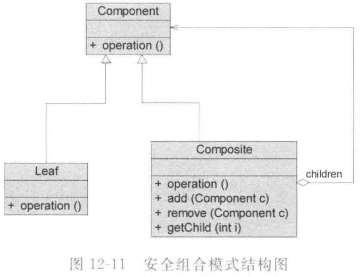 Component
+ operation ()
Leaf
+ operation ()
Composite
+ operation ()
+ add (Component c)
+ remove (Component c)
+ getChild (int i)
children
图 12-11 安全组合模式结构图